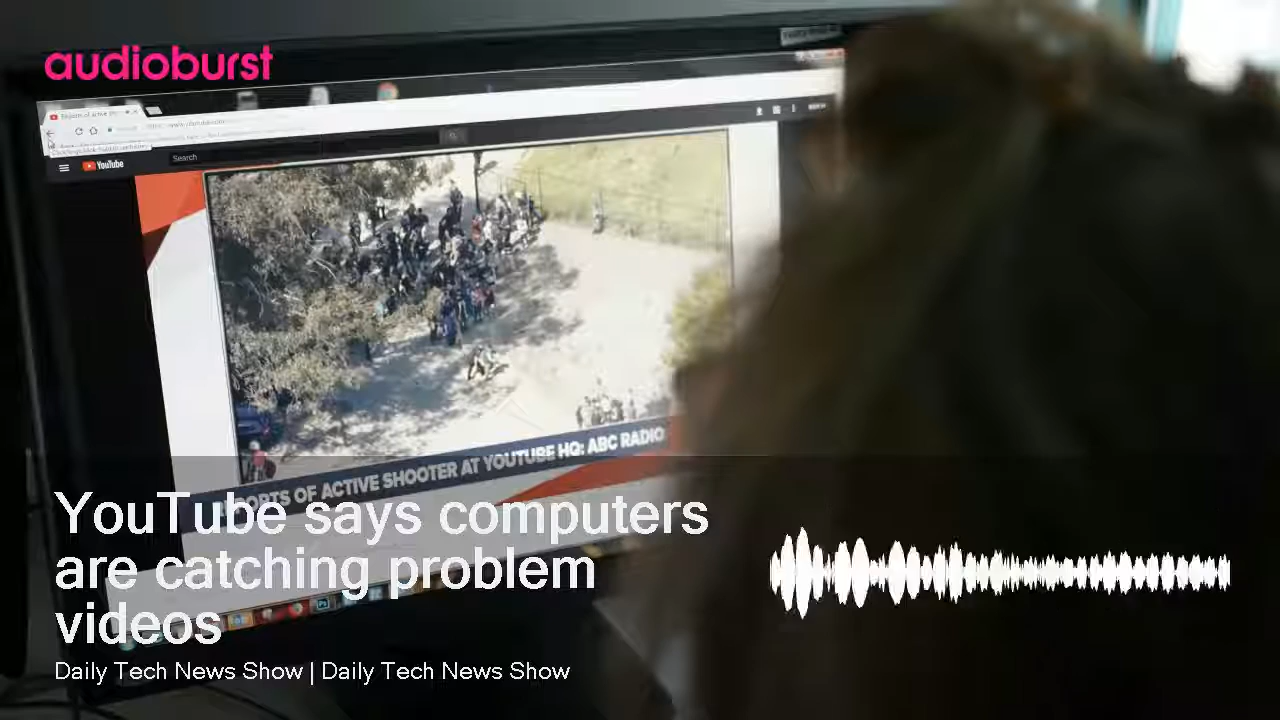 audioburst
YouTube
Search
REPORTS OF ACTIVE SHOOTER AT YOUTUBE HQ: ABC RADIO
YouTube says computers
are catching problem
videos
Daily Tech News Show | Daily Tech News Show